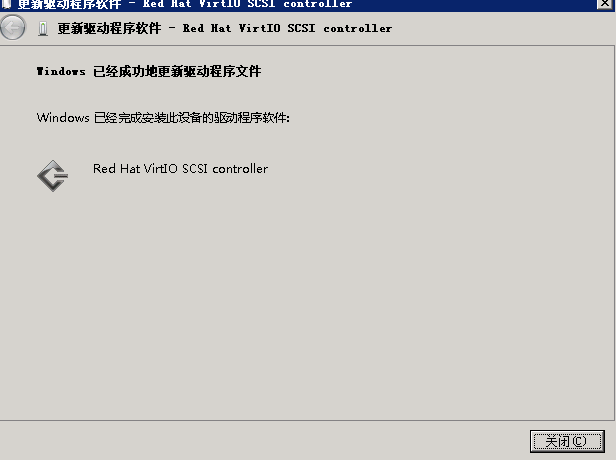 更新驱动程序软件 - Red Hat VirtIO SCSI controller
更新驱动程序软件 - Red Hat VirtIO SCSI controller
Windows 已经成功地更新驱动程序文件
Windows 已经完成安装此设备的驱动程序软件:
Red Hat VirtIO SCSI controller
关闭(C)